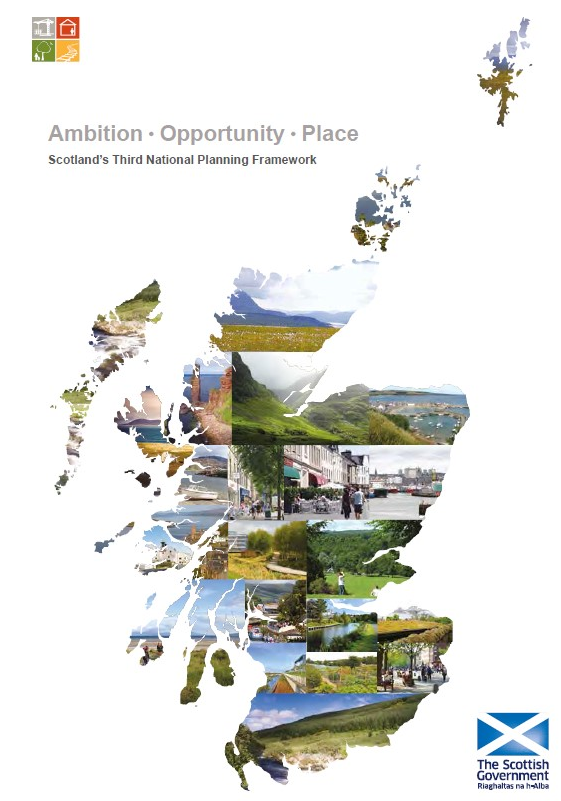 Ambition • Opportunity • Place
Scotland's Third National Planning Framework
The Scottish
Government
Riaghaltas na h-Alba